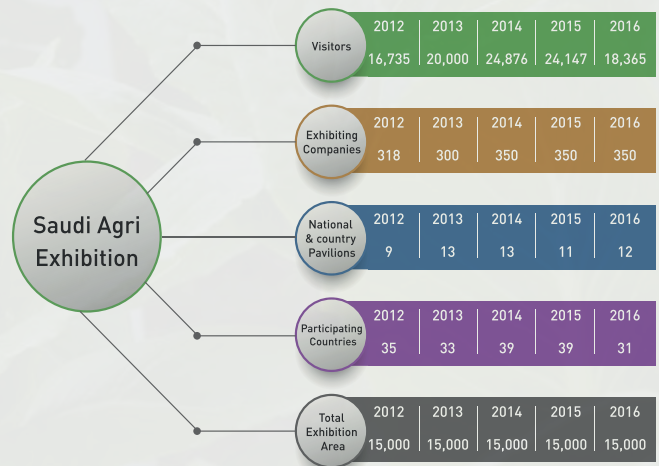 Saudi Agri
Exhibition
Visitors
2012 2013 2014 2015 2016
16,735 20,000 24,876 24,147 18,365
Exhibiting
Companies
2012 2013 2014 2015 2016
318 300 350 350 350
National
& country
Pavilions
2012 2013 2014 2015 2016
9 13 13 11 12
Participating
Countries
2012 2013 2014 2015 2016
35 33 39 39 31
Total
Exhibition
Area
2012 2013 2014 2015 2016
15,000 15,000 15,000 15,000 15,000